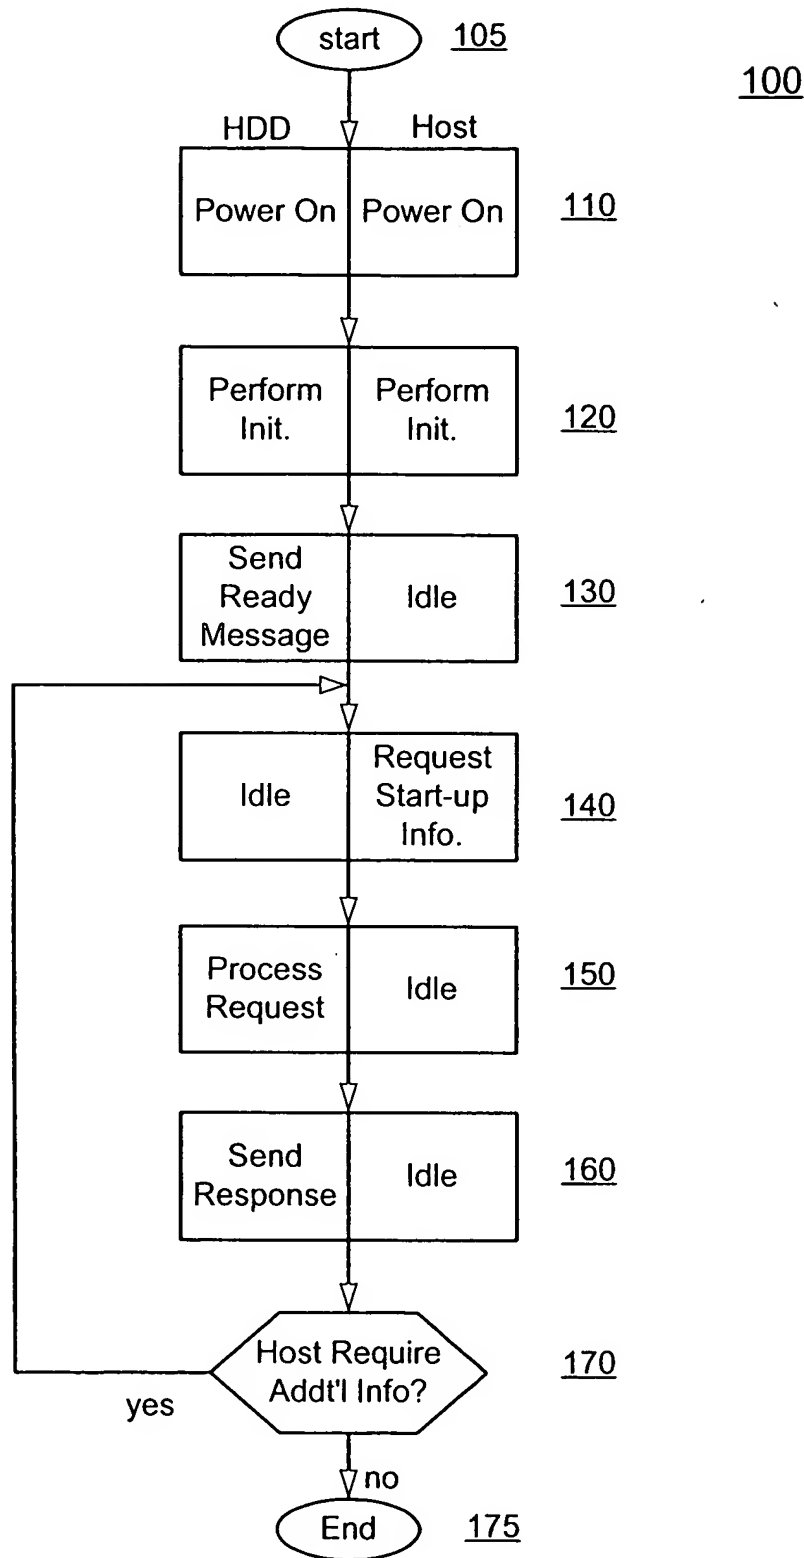 start 105
100
HDD Host
Power On Power On 110
Perform Perform
Init. Init. 120
Send
Ready
Message
Idle
130
Idle
Request
Start-up
Info.
140
Process
Request
Idle
150
Send
Response
Idle
160
Host Require
Addt'l Info?
170
yes
no
End 175